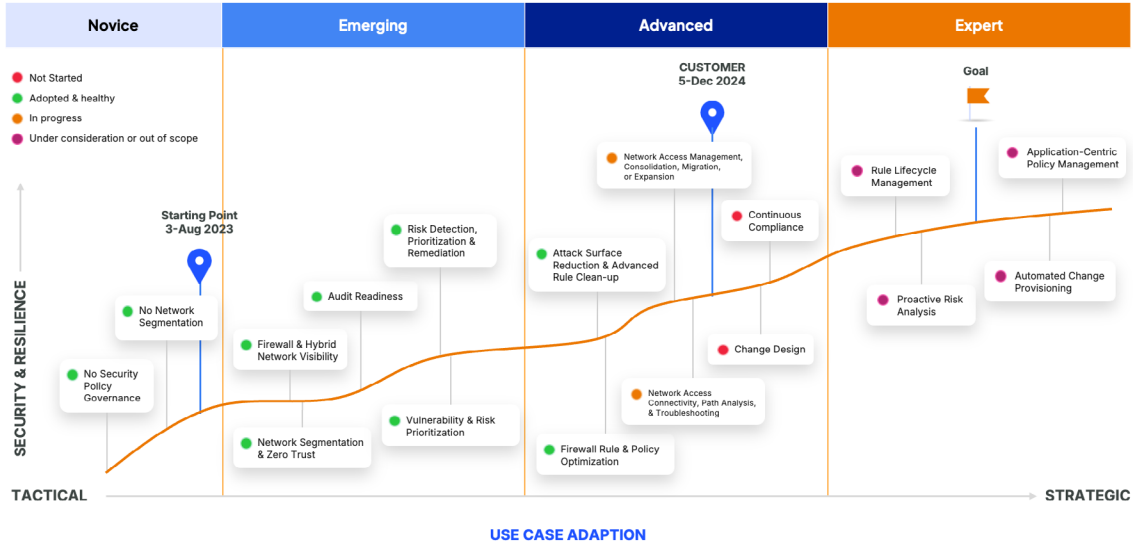 Novice
Emerging
Advanced
Expert
Not Started
Adopted & healthy
In progress
Under consideration or out of scope
CUSTOMER
5-Dec 2024
Goal
Network Access Management,
Consolidation, Migration,
or Expansion
Application-Centric
Policy Management
Rule Lifecycle
Management
Starting Point
3-Aug 2023
Risk Detection,
Prioritization &
Remediation
Continuous
Compliance
Attack Surface
Reduction & Advanced
Rule Clean-up
Audit Readiness
No Network
Segmentation
Automated Change
Provisioning
Proactive Risk
Analysis
Firewall & Hybrid
Network Visibility
Change Design
No Security
Policy
Governance
Network Access
Connectivity, Path Analysis,
& Troubleshooting
Vulnerability & Risk
Prioritization
Network Segmentation
& Zero Trust
Firewall Rule & Policy
Optimization
SECURITY & RESILIENCE
TACTICAL
STRATEGIC
USE CASE ADAPTION